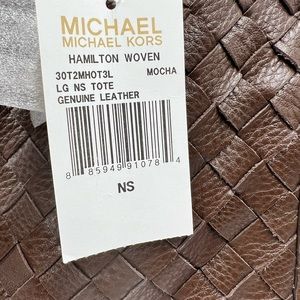 MICHAEL
MICHAEL KORS
HAMILTON WOVEN
30T2MHOT3L MOCHA
LG NS TOTE
GENUINE LEATHER
8 85949 91078 4
NS